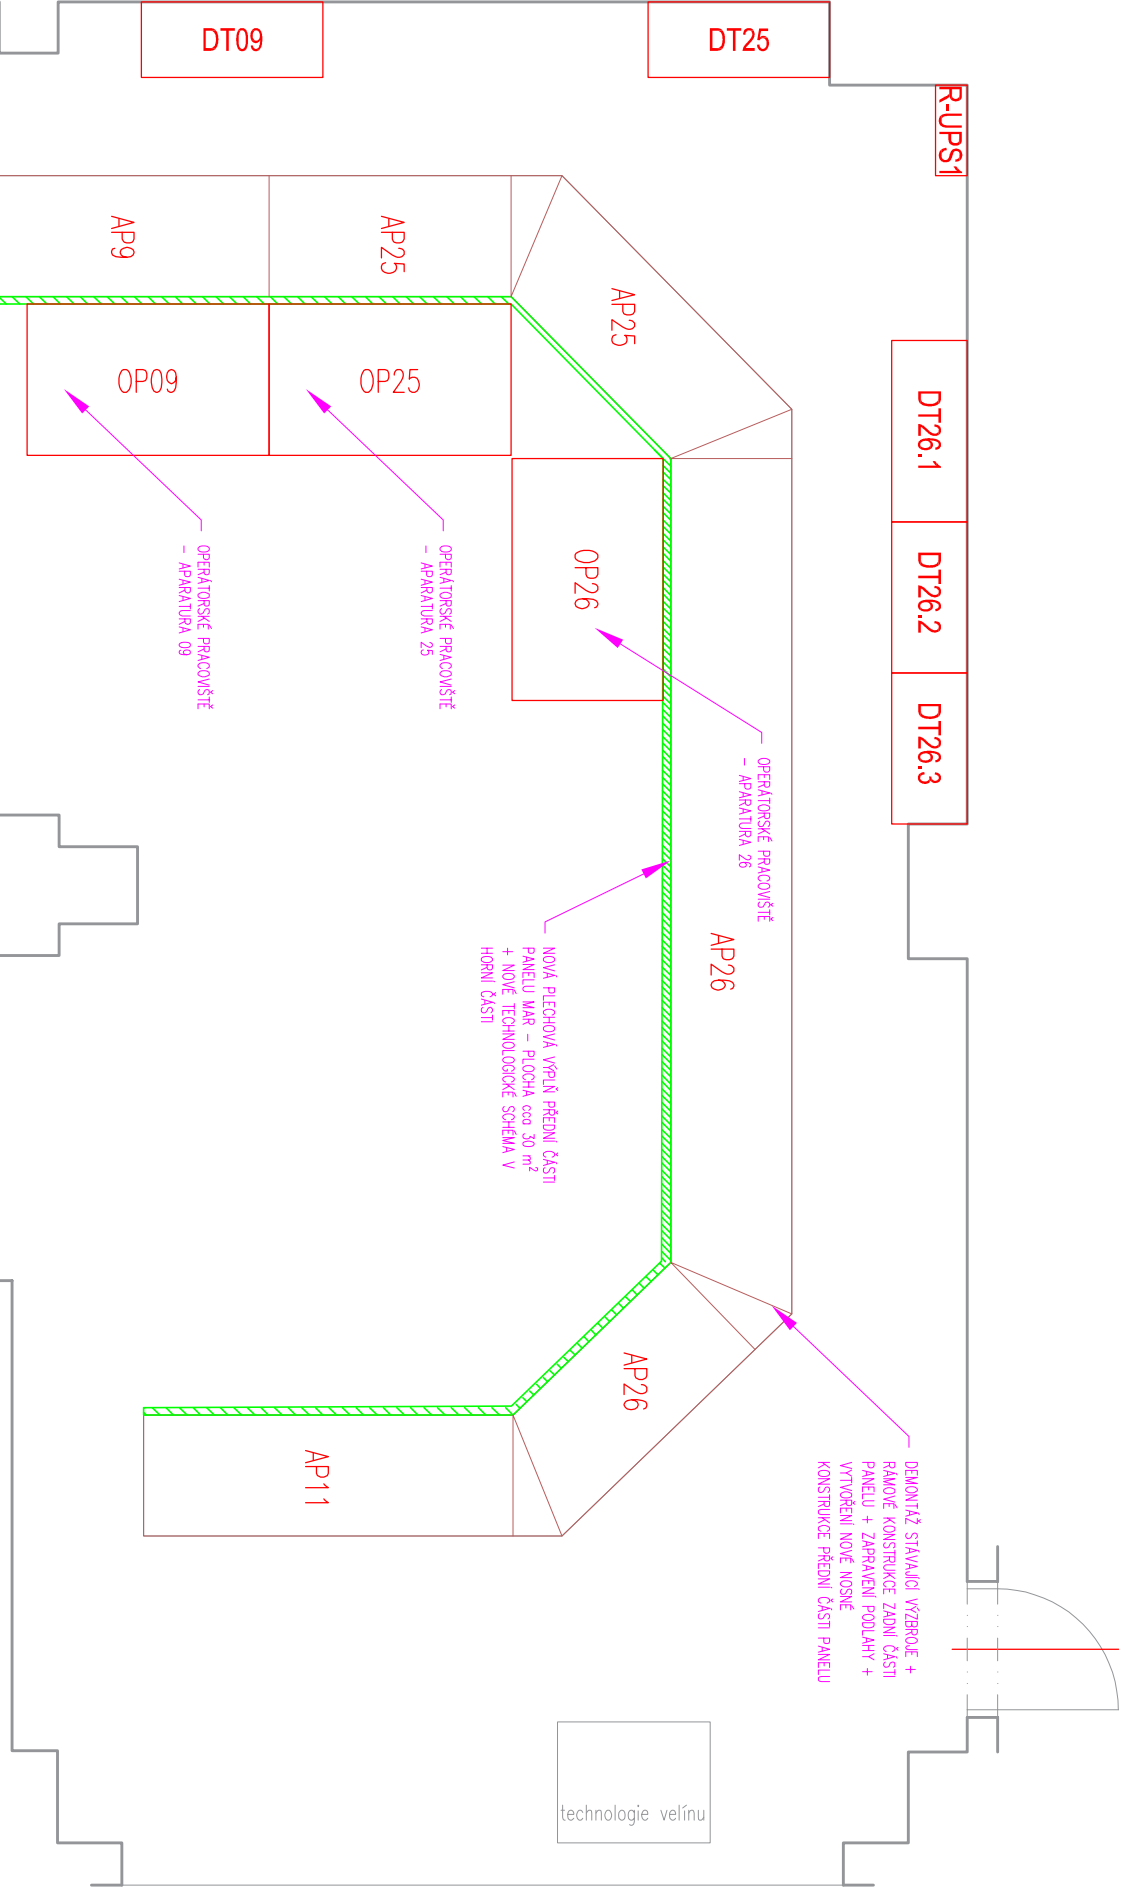 DT09
DT25
R-UPS1
AP9
AP25
AP25
OP09
OP25
DT26.1
DT26.2
DT26.3
OP26
OPERÁTORSKÉ PRACOVIŠTĚ
- APARATURA 09
OPERÁTORSKÉ PRACOVIŠTĚ
- APARATURA 25
OPERÁTORSKÉ PRACOVIŠTĚ
- APARATURA 26
AP26
NOVÁ PLECHOVÁ VÝPLŇ PŘEDNÍ ČÁSTI
PANELU MAR - PLOCHA cca 30 m²
+ NOVÉ TECHNOLOGICKÉ SCHÉMA V
HORNÍ ČÁSTI
AP26
AP11
DEMONTÁŽ STÁVAJÍCÍ VÝZBROJE +
RÁMOVÉ KONSTRUKCE ZADNÍ ČÁSTI
PANELU + ZAPRAVENÍ PODLAHY +
VYTVOŘENÍ NOVÉ NOSNÉ
KONSTRUKCE PŘEDNÍ ČÁSTI PANELU
technologie velínu